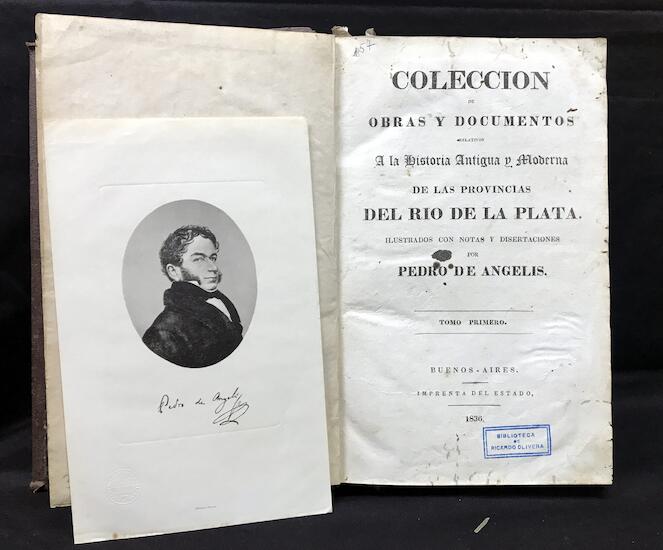 Pedro de Angelis
57
COLECCION
DE
OBRAS Y DOCUMENTOS
RELATIVOS
A la Historia Antigua y Moderna
DE LAS PROVINCIAS
DEL RIO DE LA PLATA.
ILUSTRADOS CON NOTAS Y DISERTACIONES
POR
PEDRO DE ANGELIS.
TOMO PRIMERO.
BUENOS-AIRES.
IMPRENTA DEL ESTADO,
1836.
BIBLIOTECA
DE
RICARDO OLIVERA